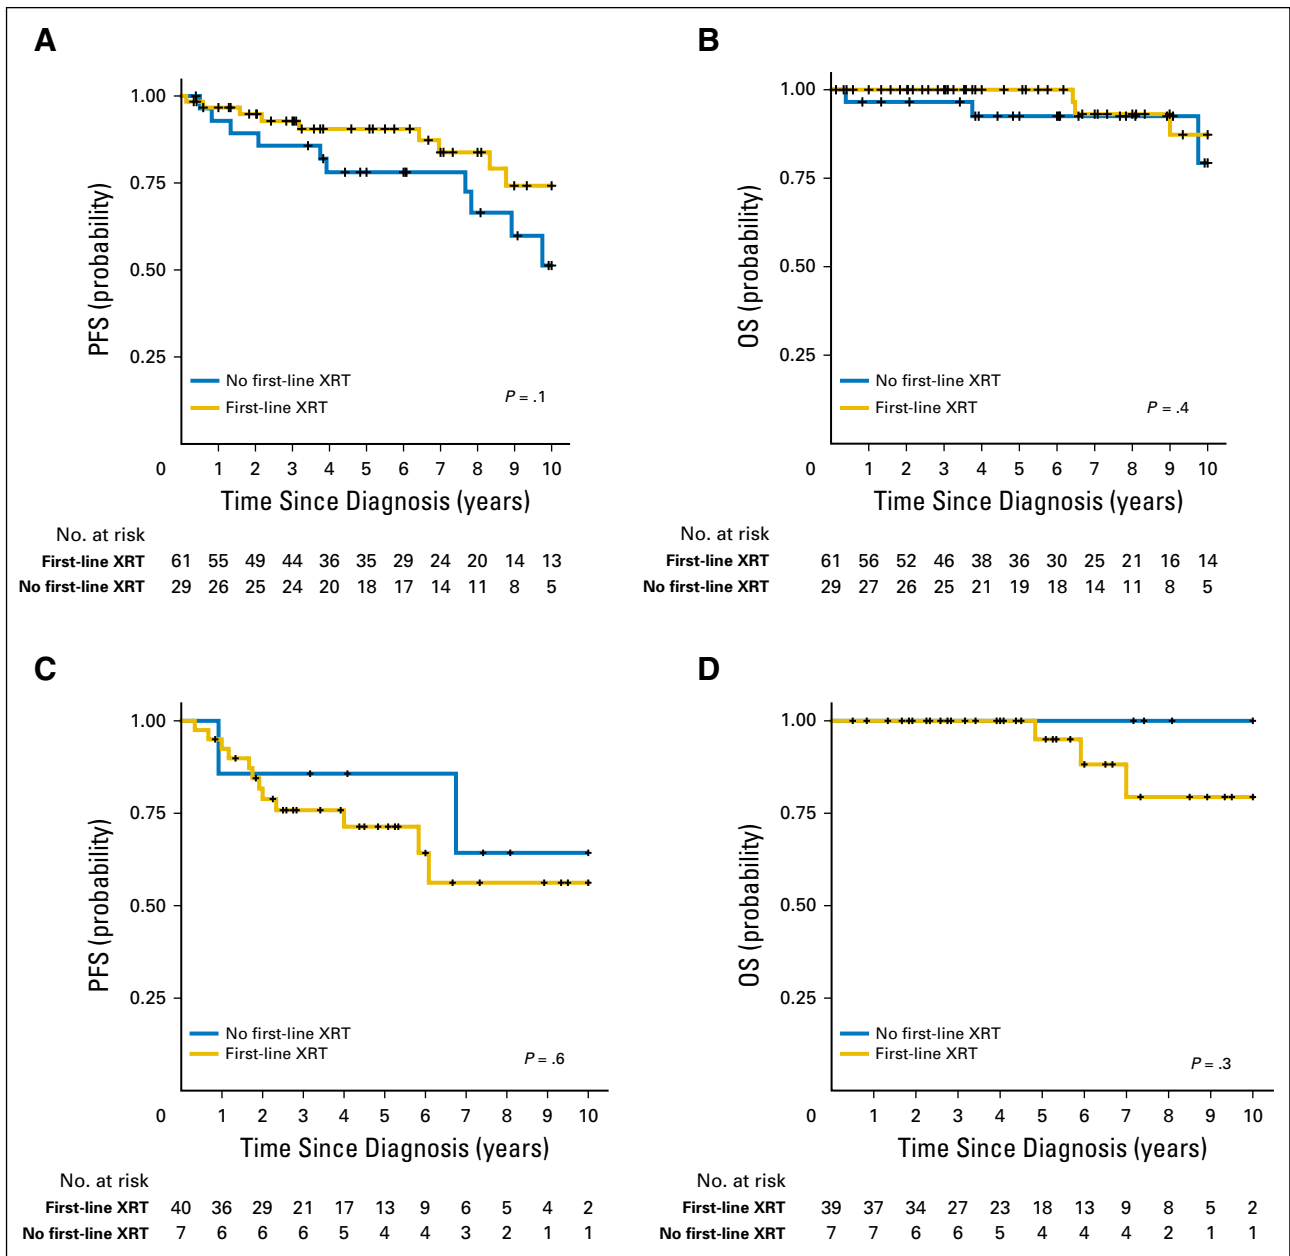 A
PFS (probability)
1.00
0.75
0.50
0.25
No first-line XRT
First-line XRT
P = .1
0 1 2 3 4 5 6 7 8 9 10
Time Since Diagnosis (years)
No. at risk
First-line XRT 61 55 49 44 36 35 29 24 20 14 13
No first-line XRT 29 26 25 24 20 18 17 14 11 8 5
B
OS (probability)
1.00
0.75
0.50
0.25
No first-line XRT
First-line XRT
P = .4
0 1 2 3 4 5 6 7 8 9 10
Time Since Diagnosis (years)
No. at risk
First-line XRT 61 56 52 46 38 36 30 25 21 16 14
No first-line XRT 29 27 26 25 21 19 18 14 11 8 5
C
PFS (probability)
1.00
0.75
0.50
0.25
No first-line XRT
First-line XRT
P = .6
0 1 2 3 4 5 6 7 8 9 10
Time Since Diagnosis (years)
No. at risk
First-line XRT 40 36 29 21 17 13 9 6 5 4 2
No first-line XRT 7 6 6 6 5 4 4 3 2 1 1
D
OS (probability)
1.00
0.75
0.50
0.25
No first-line XRT
First-line XRT
P = .3
0 1 2 3 4 5 6 7 8 9 10
Time Since Diagnosis (years)
No. at risk
First-line XRT 39 37 34 27 23 18 13 9 8 5 2
No first-line XRT 7 7 6 6 5 4 4 4 2 1 1